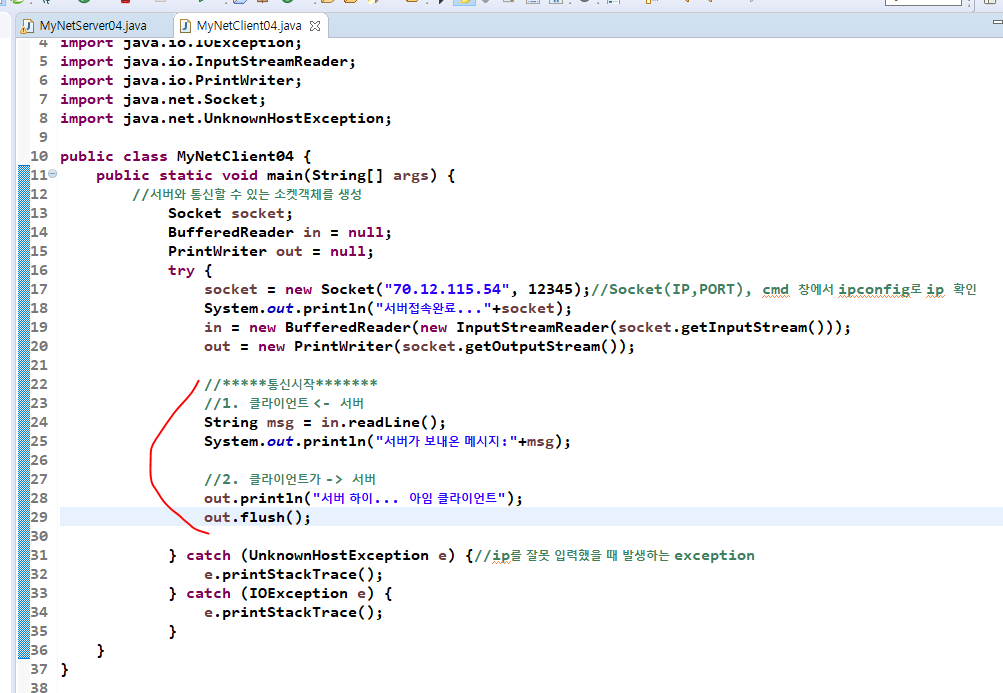 MyNetServer04.java MyNetClient04.java
4 import java.io.IOException;
5 import java.io.InputStreamReader;
6 import java.io.PrintWriter;
7 import java.net.Socket;
8 import java.net.UnknownHostException;
9
10 public class MyNetClient04 {
11 public static void main(String[] args) {
12 //서버와 통신할 수 있는 소켓객체를 생성
13 Socket socket;
14 BufferedReader in = null;
15 PrintWriter out = null;
16 try {
17 socket = new Socket("70.12.115.54", 12345);//Socket(IP,PORT), cmd 창에서 ipconfig로 ip 확인
18 System.out.println("서버접속완료..."+socket);
19 in = new BufferedReader(new InputStreamReader(socket.getInputStream()));
20 out = new PrintWriter(socket.getOutputStream());
21
22 //*****통신시작*******
23 //1. 클라이언트 <- 서버
24 String msg = in.readLine();
25 System.out.println("서버가 보내온 메시지:"+msg);
26
27 //2. 클라이언트가 -> 서버
28 out.println("서버 하이... 아임 클라이언트");
29 out.flush();
30
31 } catch (UnknownHostException e) {//ip를 잘못 입력했을 때 발생하는 exception
32 e.printStackTrace();
33 } catch (IOException e) {
34 e.printStackTrace();
35 }
36 }
37 }
38